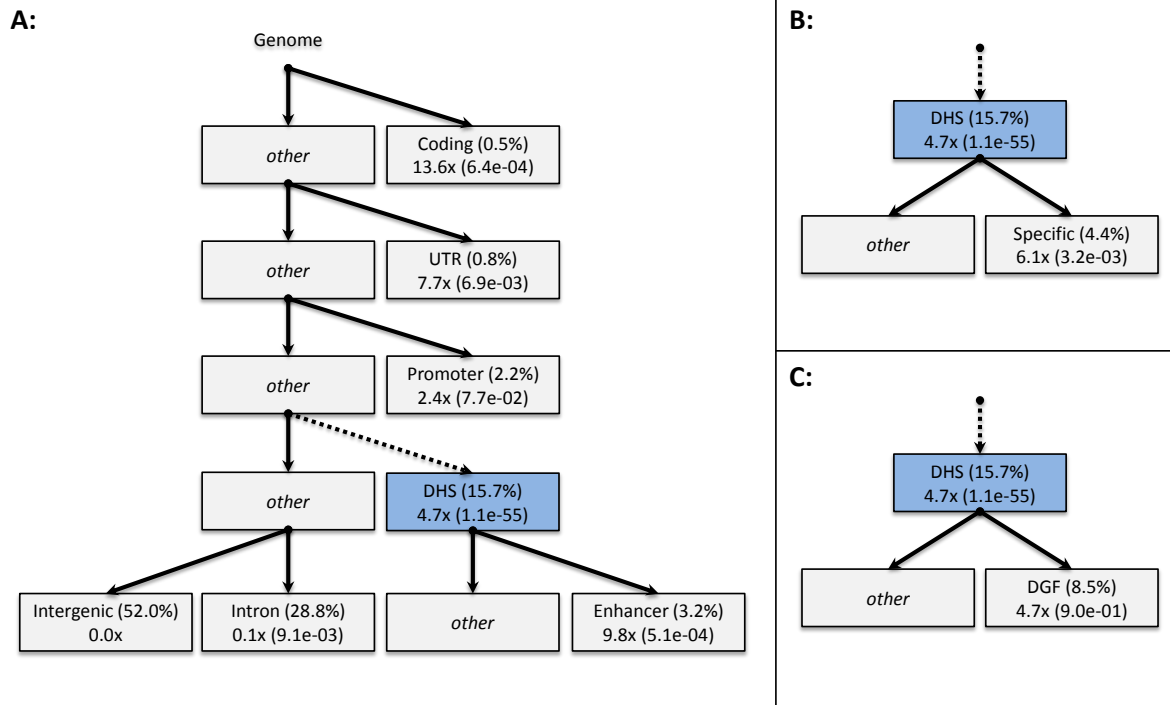 A:
Genome
other
Coding (0.5%)
13.6x (6.4e-04)
other
UTR (0.8%)
7.7x (6.9e-03)
other
Promoter (2.2%)
2.4x (7.7e-02)
other
DHS (15.7%)
4.7x (1.1e-55)
Intergenic (52.0%)
0.0x
Intron (28.8%)
0.1x (9.1e-03)
other
Enhancer (3.2%)
9.8x (5.1e-04)
B:
DHS (15.7%)
4.7x (1.1e-55)
other
Specific (4.4%)
6.1x (3.2e-03)
C:
DHS (15.7%)
4.7x (1.1e-55)
other
DGF (8.5%)
4.7x (9.0e-01)